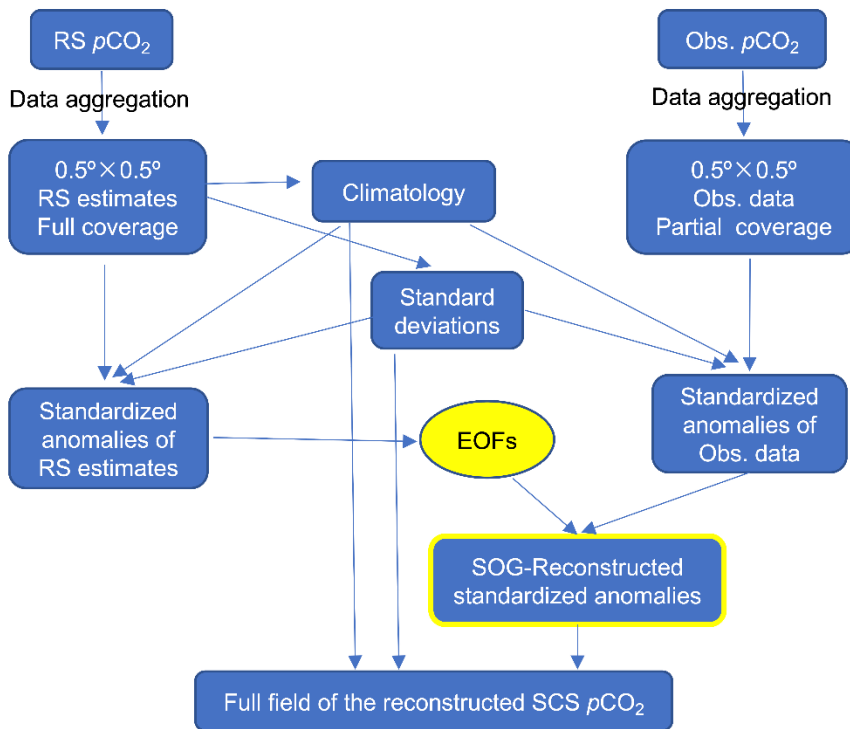 RS pCO₂
Obs. pCO₂
Data aggregation
Data aggregation
0.5º×0.5º
RS estimates
Full coverage
Climatology
0.5º×0.5º
Obs. data
Partial coverage
Standard
deviations
Standardized
anomalies of
RS estimates
EOFs
Standardized
anomalies of
Obs. data
SOG-Reconstructed
standardized anomalies
Full field of the reconstructed SCS pCO₂